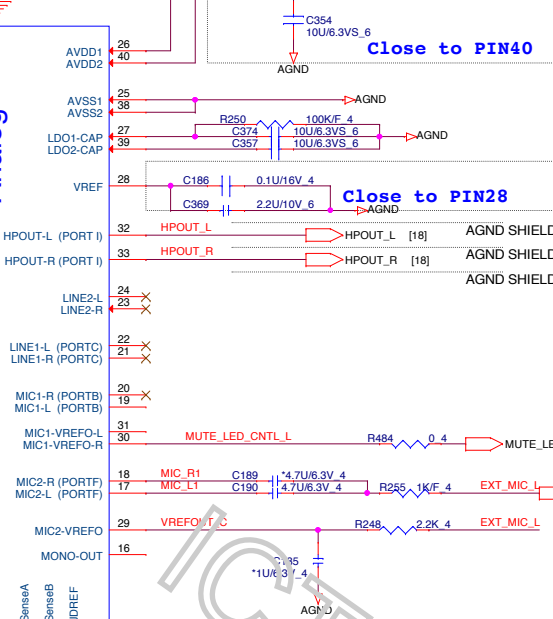 C354
10U/6.3VS_6
Close to PIN40
AGND
AVDD1 26
AVDD2 40
AVSS1 25 AGND
AVSS2 38
R250 100K/F_4
LDO1-CAP 27 C374 10U/6.3VS_6 AGND
LDO2-CAP 39 C357 10U/6.3VS_6
VREF 28 C186 0.1U/16V_4
Close to PIN28
C369 2.2U/10V_6 AGND
HPOUT-L (PORT I) 32 HPOUT_L HPOUT_L [18] AGND SHIELD
HPOUT-R (PORT I) 33 HPOUT_R HPOUT_R [18] AGND SHIELD
AGND SHIELD
LINE2-L 24
LINE2-R 23
LINE1-L (PORTC) 22
LINE1-R (PORTC) 21
MIC1-R (PORTB) 20
MIC1-L (PORTB) 19
MIC1-VREFO-L 31
MIC1-VREFO-R 30 MUTE_LED_CNTL_L R484 0_4 MUTE_LE
MIC2-R (PORTF) 18 MIC_R1 C189 *4.7U/6.3V_4
MIC2-L (PORTF) 17 MIC_L1 C190 4.7U/6.3V_4 R255 1K/F_4 EXT_MIC_L
MIC2-VREFO 29 R248 2.2K_4 EXT_MIC_L
MONO-OUT 16
AGND
SenseA
SenseB